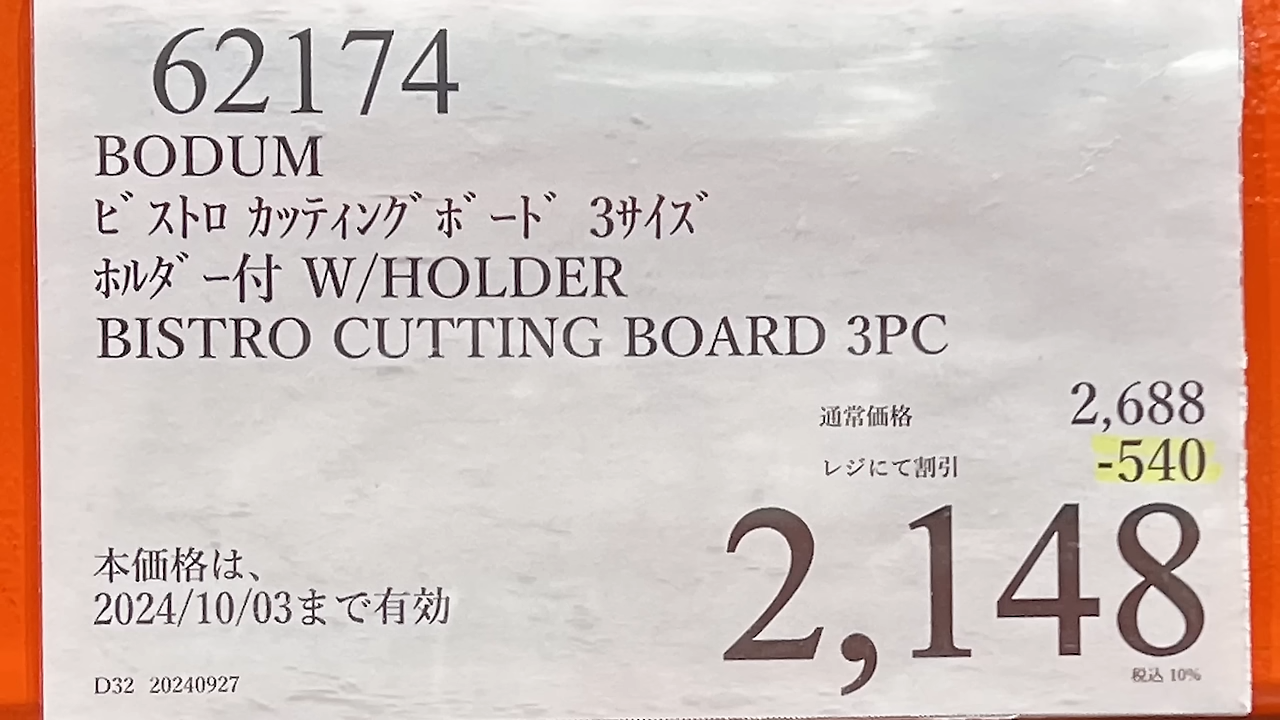 62174
BODUM
ﾋﾞｽﾄﾛ ｶｯﾃｨﾝｸﾞﾎﾞｰﾄﾞ 3ｻｲｽﾞ
ﾎﾙﾀﾞｰ付 W/HOLDER
BISTRO CUTTING BOARD 3PC
通常価格 2,688
レジにて割引 -540
2,148
税込 10%
本価格は、
2024/10/03まで有効
D32 20240927